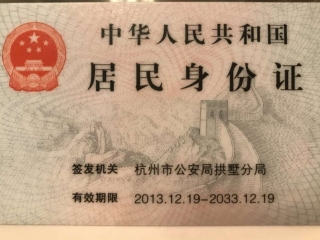 中华人民共和国
居民身份证
签发机关 杭州市公安局拱墅分局
有效期限 2013.12.19-2033.12.19